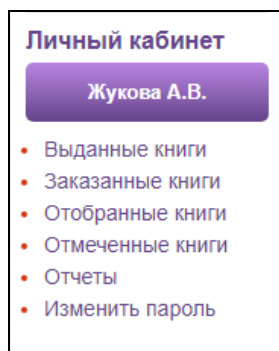 Личный кабинет
Жукова А.В.
Выданные книги
Заказанные книги
Отобранные книги
Отмеченные книги
Отчеты
Изменить пароль